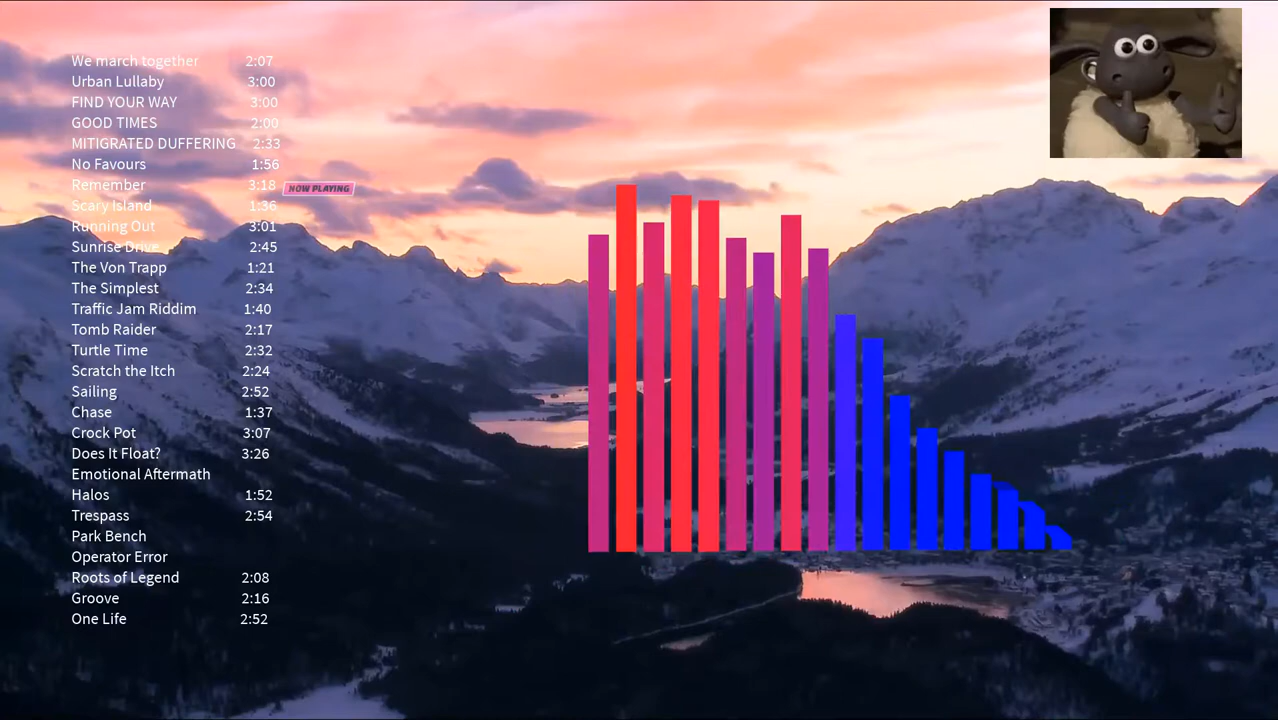 We march together 2:07
Urban Lullaby 3:00
FIND YOUR WAY 3:00
GOOD TIMES 2:00
MITIGRATED DUFFERING 2:33
No Favours 1:56
Remember 3:18 NOW PLAYING
Scary Island 1:36
Running Out 3:01
Sunrise Drive 2:45
The Von Trapp 1:21
The Simplest 2:34
Traffic Jam Riddim 1:40
Tomb Raider 2:17
Turtle Time 2:32
Scratch the Itch 2:24
Sailing 2:52
Chase 1:37
Crock Pot 3:07
Does It Float? 3:26
Emotional Aftermath
Halos 1:52
Trespass 2:54
Park Bench
Operator Error
Roots of Legend 2:08
Groove 2:16
One Life 2:52